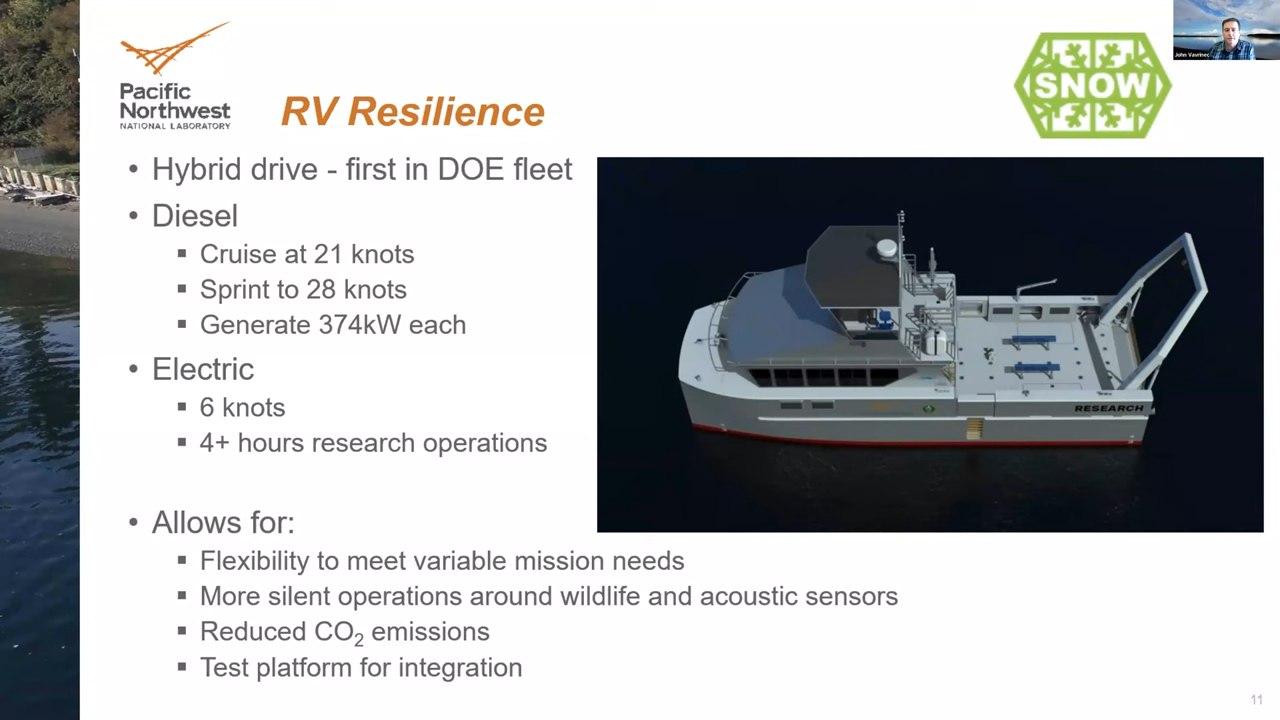 Pacific
Northwest
NATIONAL LABORATORY
RV Resilience
SNOW
John Vavrinec
• Hybrid drive - first in DOE fleet
• Diesel
▪ Cruise at 21 knots
▪ Sprint to 28 knots
▪ Generate 374kW each
• Electric
▪ 6 knots
▪ 4+ hours research operations
• Allows for:
▪ Flexibility to meet variable mission needs
▪ More silent operations around wildlife and acoustic sensors
▪ Reduced CO₂ emissions
▪ Test platform for integration
RESEARCH
11